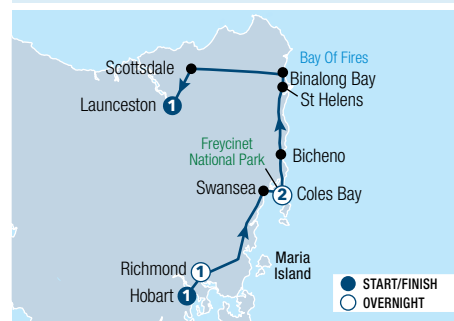 Bay Of Fires
Scottsdale
Binalong Bay
St Helens
Launceston 1
Freycinet
National Park
Bicheno
Swansea
2 Coles Bay
Maria
Island
Richmond 1
Hobart 1
START/FINISH
OVERNIGHT